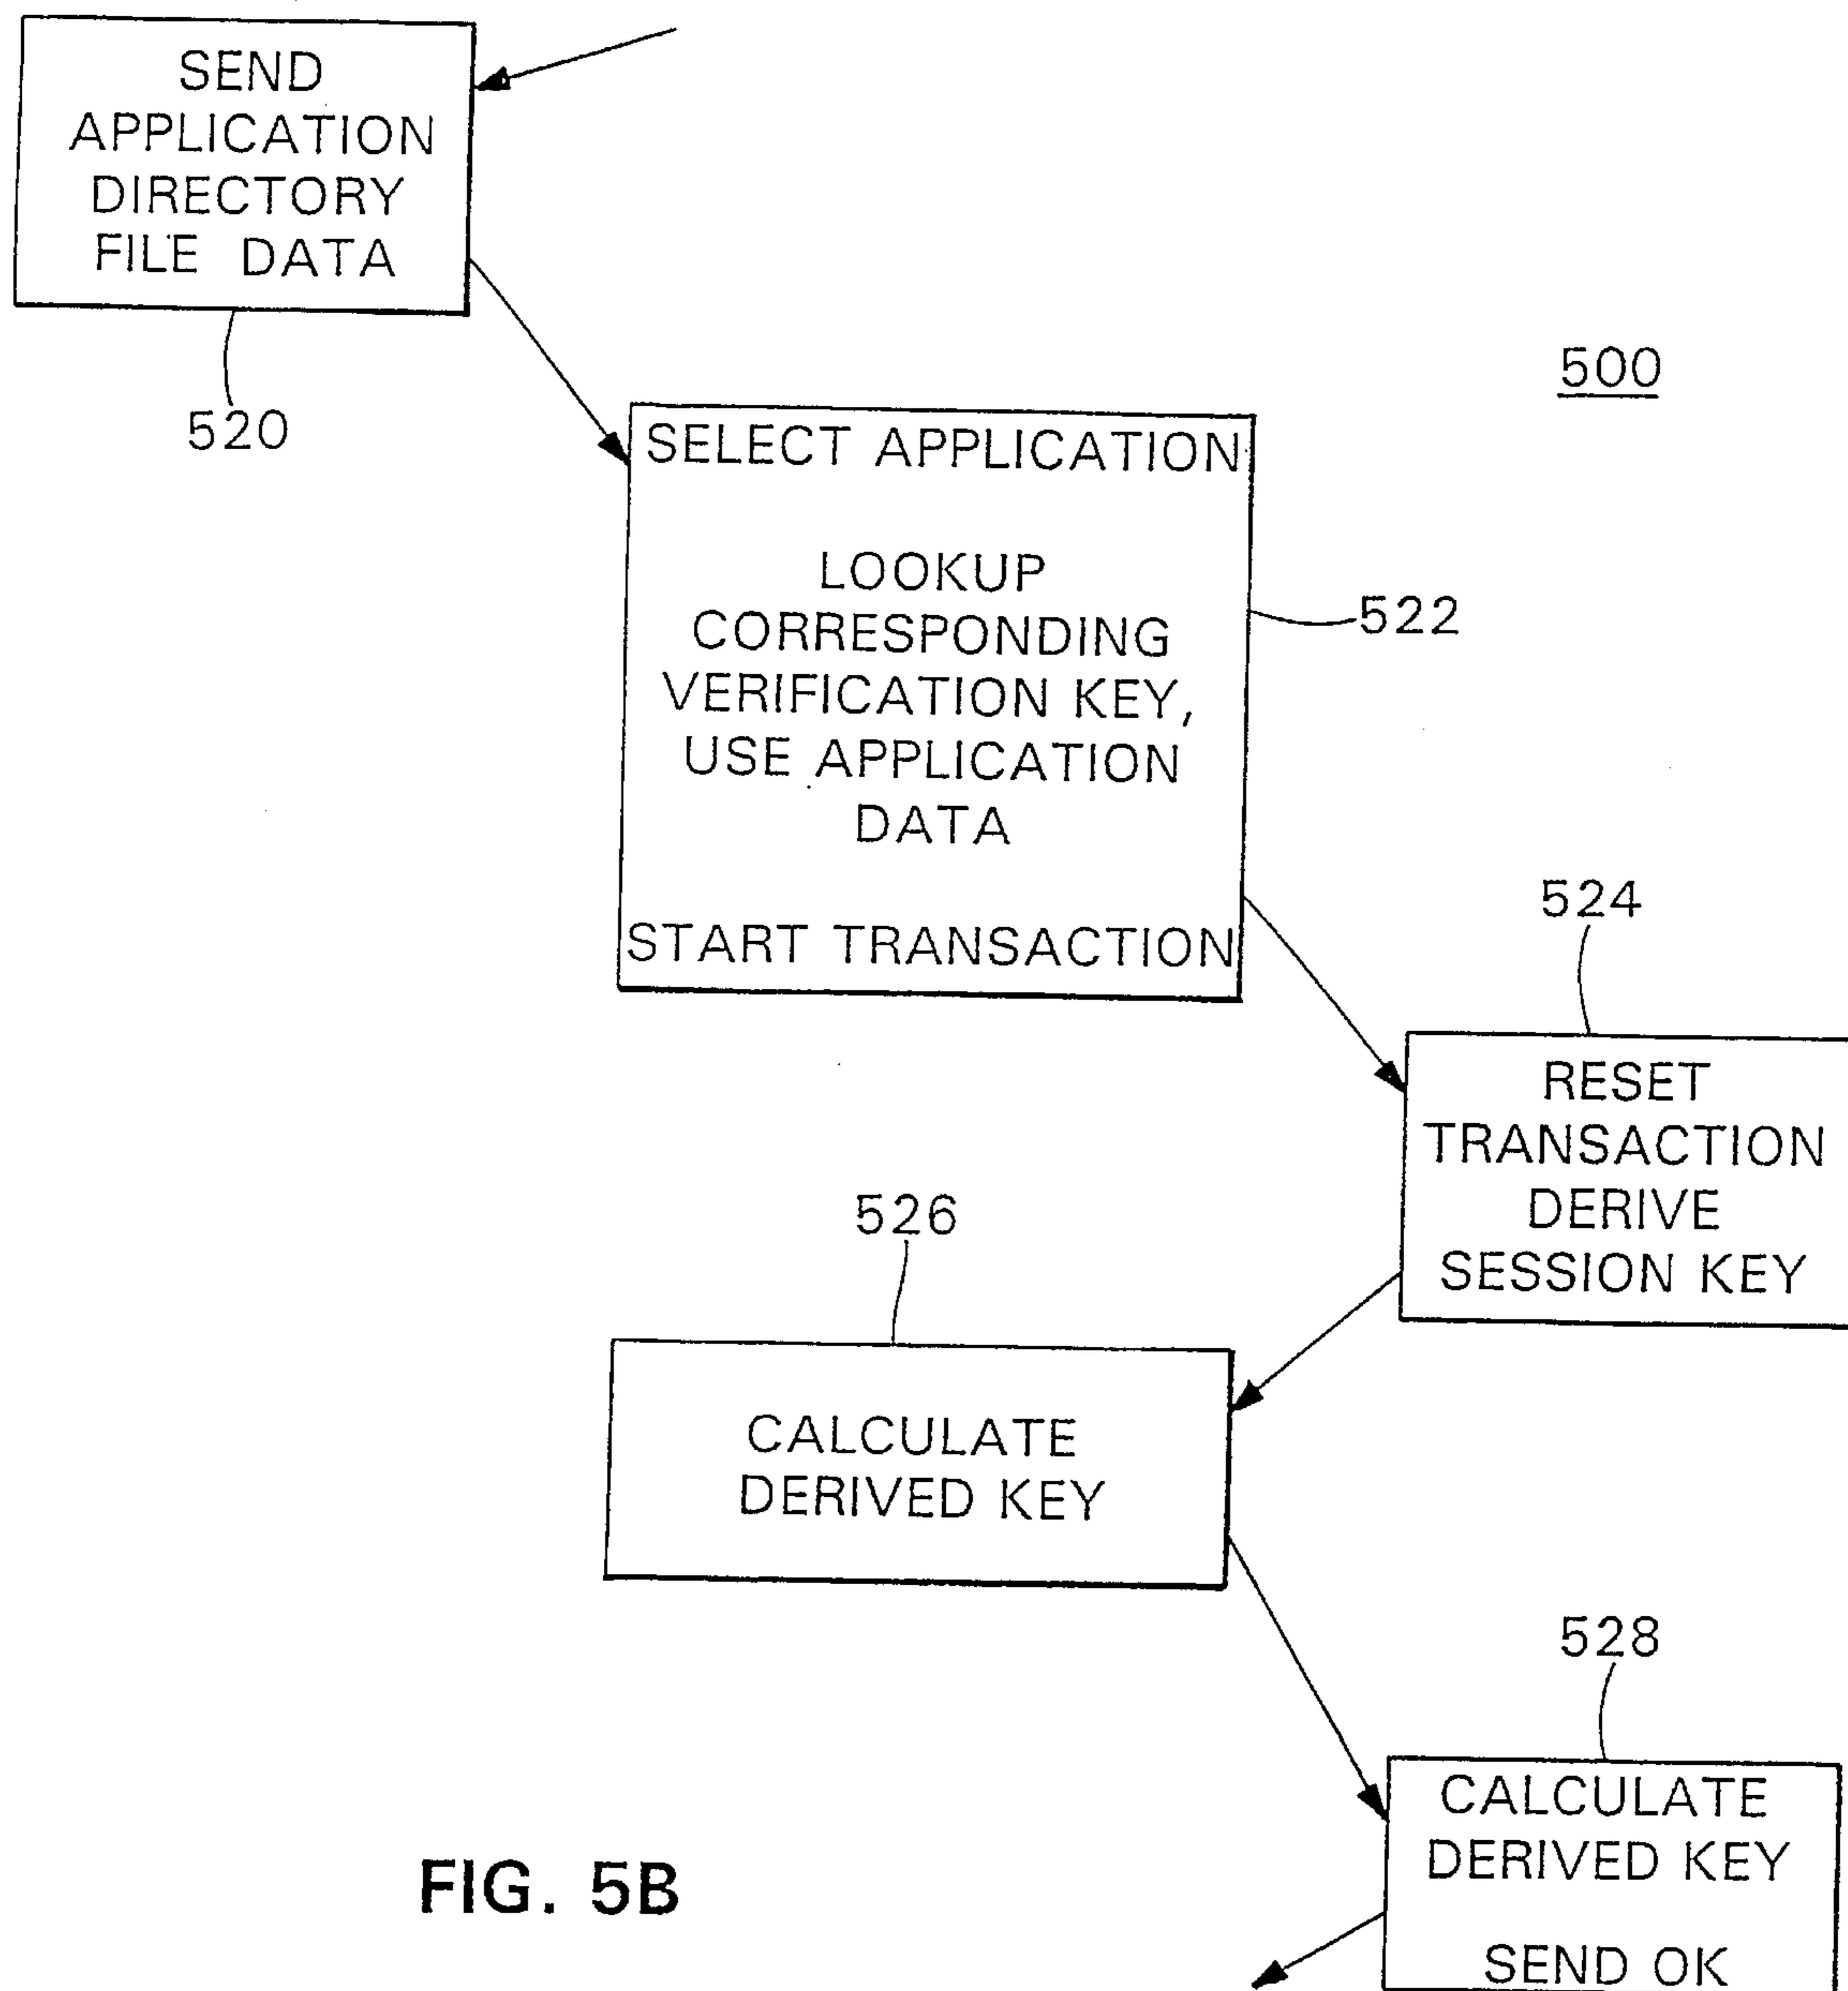 SEND
APPLICATION
DIRECTORY
FILE DATA
520
500
SELECT APPLICATION
LOOKUP
CORRESPONDING
VERIFICATION KEY,
USE APPLICATION
DATA
START TRANSACTION
522
524
RESET
TRANSACTION
DERIVE
SESSION KEY
526
CALCULATE
DERIVED KEY
528
CALCULATE
DERIVED KEY
SEND OK
FIG. 5B